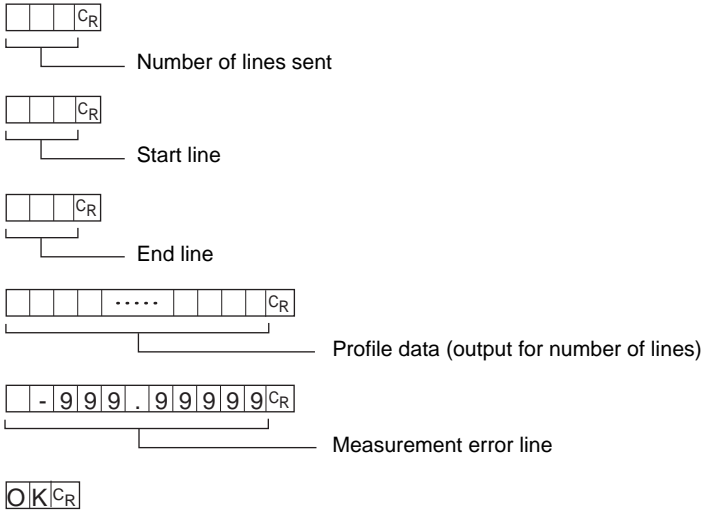 CR
Number of lines sent
CR
Start line
CR
End line
····· CR
Profile data (output for number of lines)
-999.99999CR
Measurement error line
OKCR